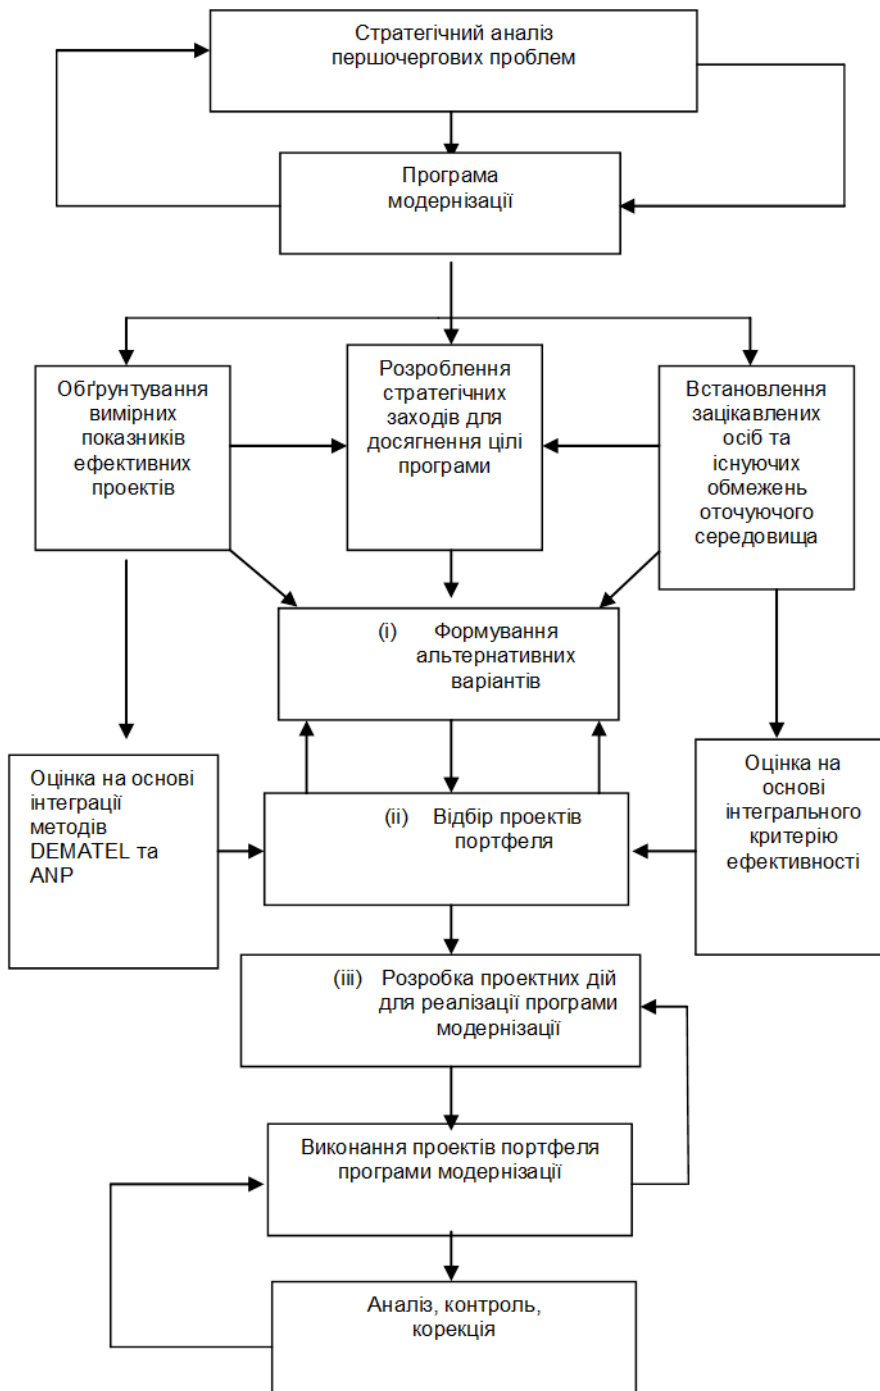 Стратегічний аналіз
першочергових проблем
Програма
модернізації
Обґрунтування
вимірних
показників
ефективних
проектів
Розроблення
стратегічних
заходів для
досягнення цілі
програми
Встановлення
зацікавлених
осіб та
існуючих
обмежень
оточуючого
середовища
(i) Формування
альтернативних
варіантів
Оцінка на основі
інтеграції
методів
DEMATEL та
ANP
(ii) Відбір проектів
портфеля
Оцінка на
основі
інтегрального
критерію
ефективності
(iii) Розробка проектних дій
для реалізації програми
модернізації
Виконання проектів портфеля
програми модернізації
Аналіз, контроль,
корекція